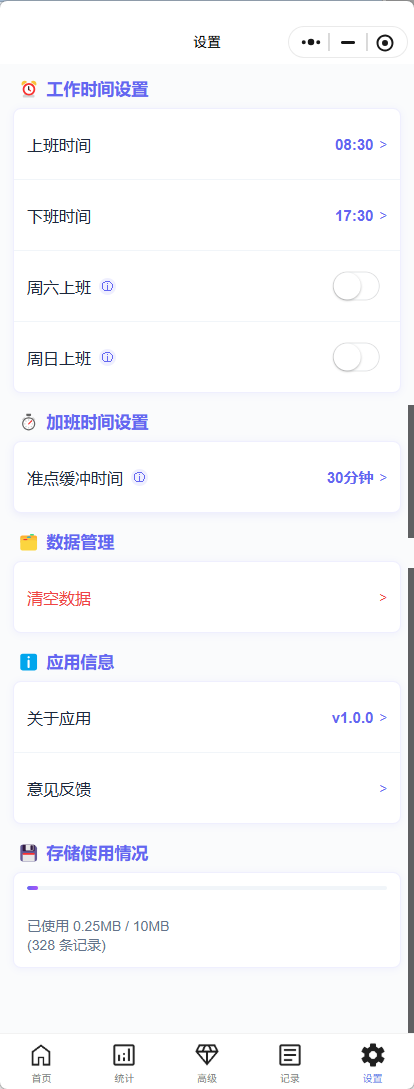 设置
工作时间设置
上班时间 08:30 >
下班时间 17:30 >
周六上班
周日上班
加班时间设置
准点缓冲时间 30分钟 >
数据管理
清空数据 >
应用信息
关于应用 v1.0.0 >
意见反馈 >
存储使用情况
已使用 0.25MB / 10MB
(328 条记录)
首页 统计 高级 记录 设置